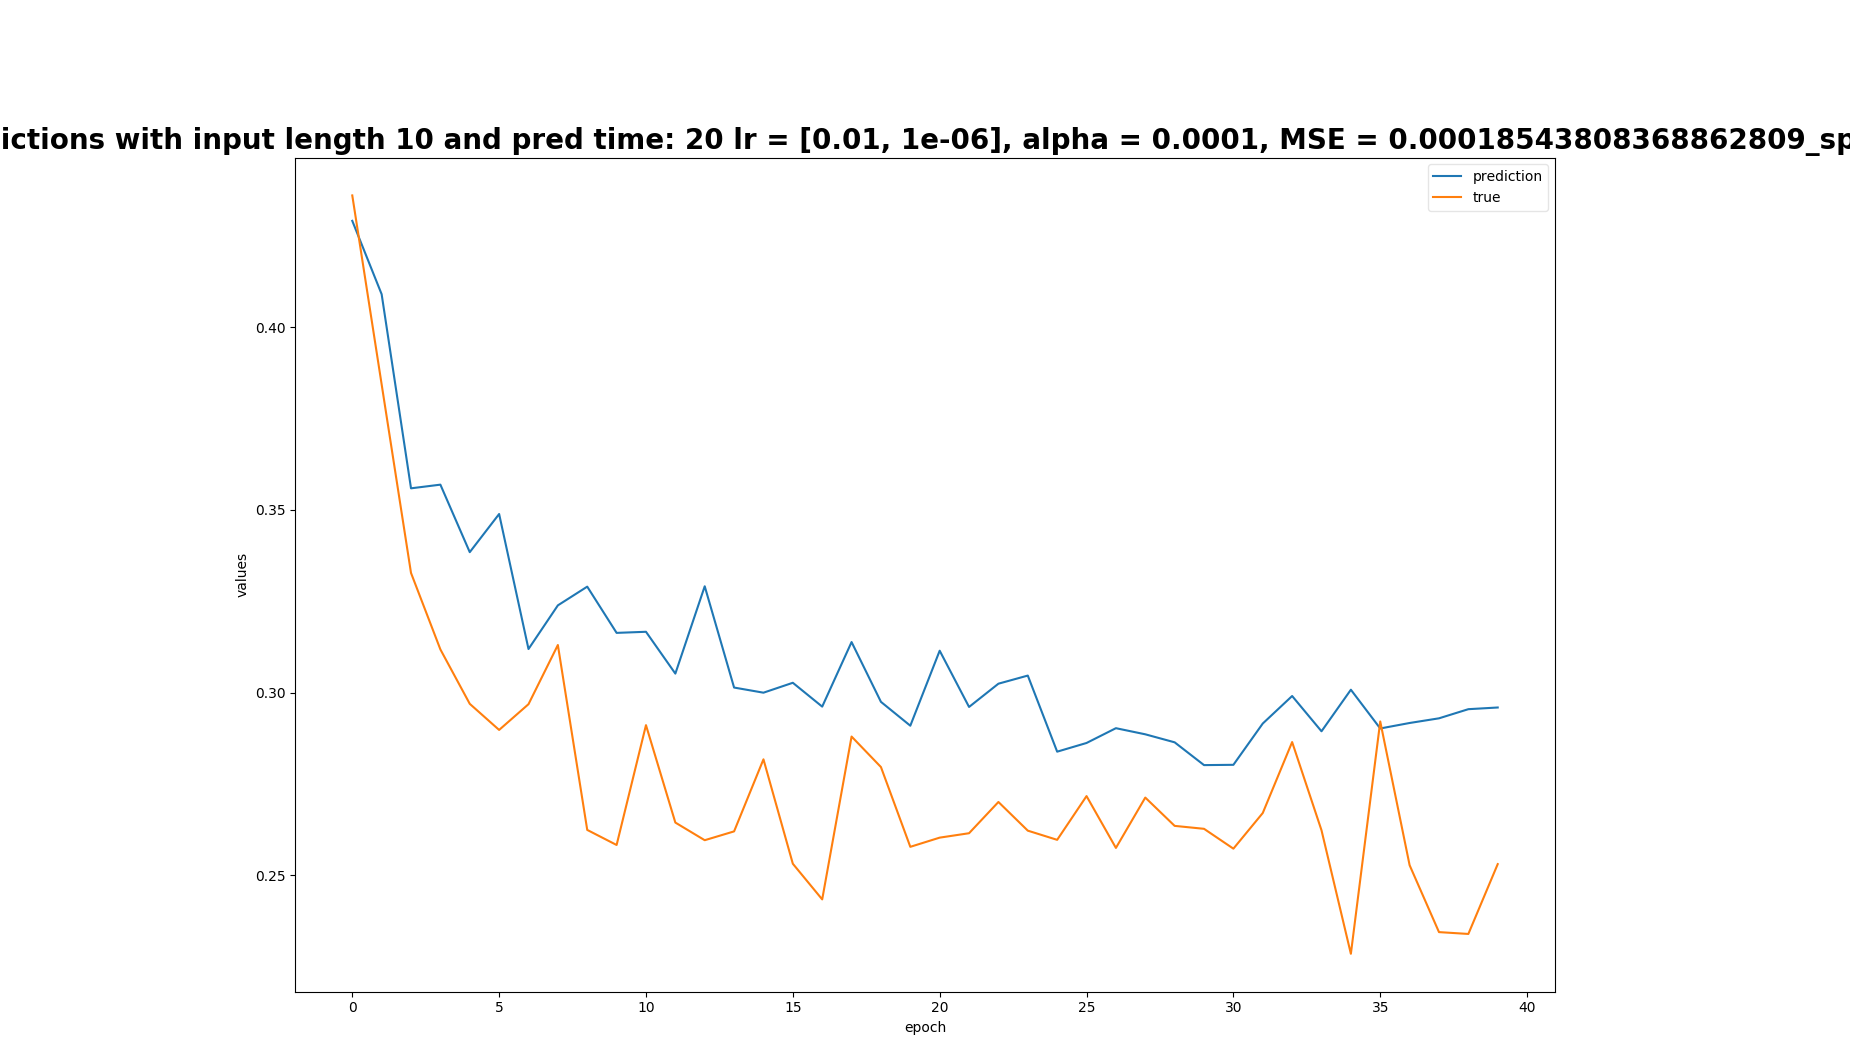 ictions with input length 10 and pred time: 20 lr = [0.01, 1e-06], alpha = 0.0001, MSE = 0.00018543808368862809_sp
prediction
true
0.40
0.35
0.30
0.25
values
0
5
10
15
20
25
30
35
40
epoch